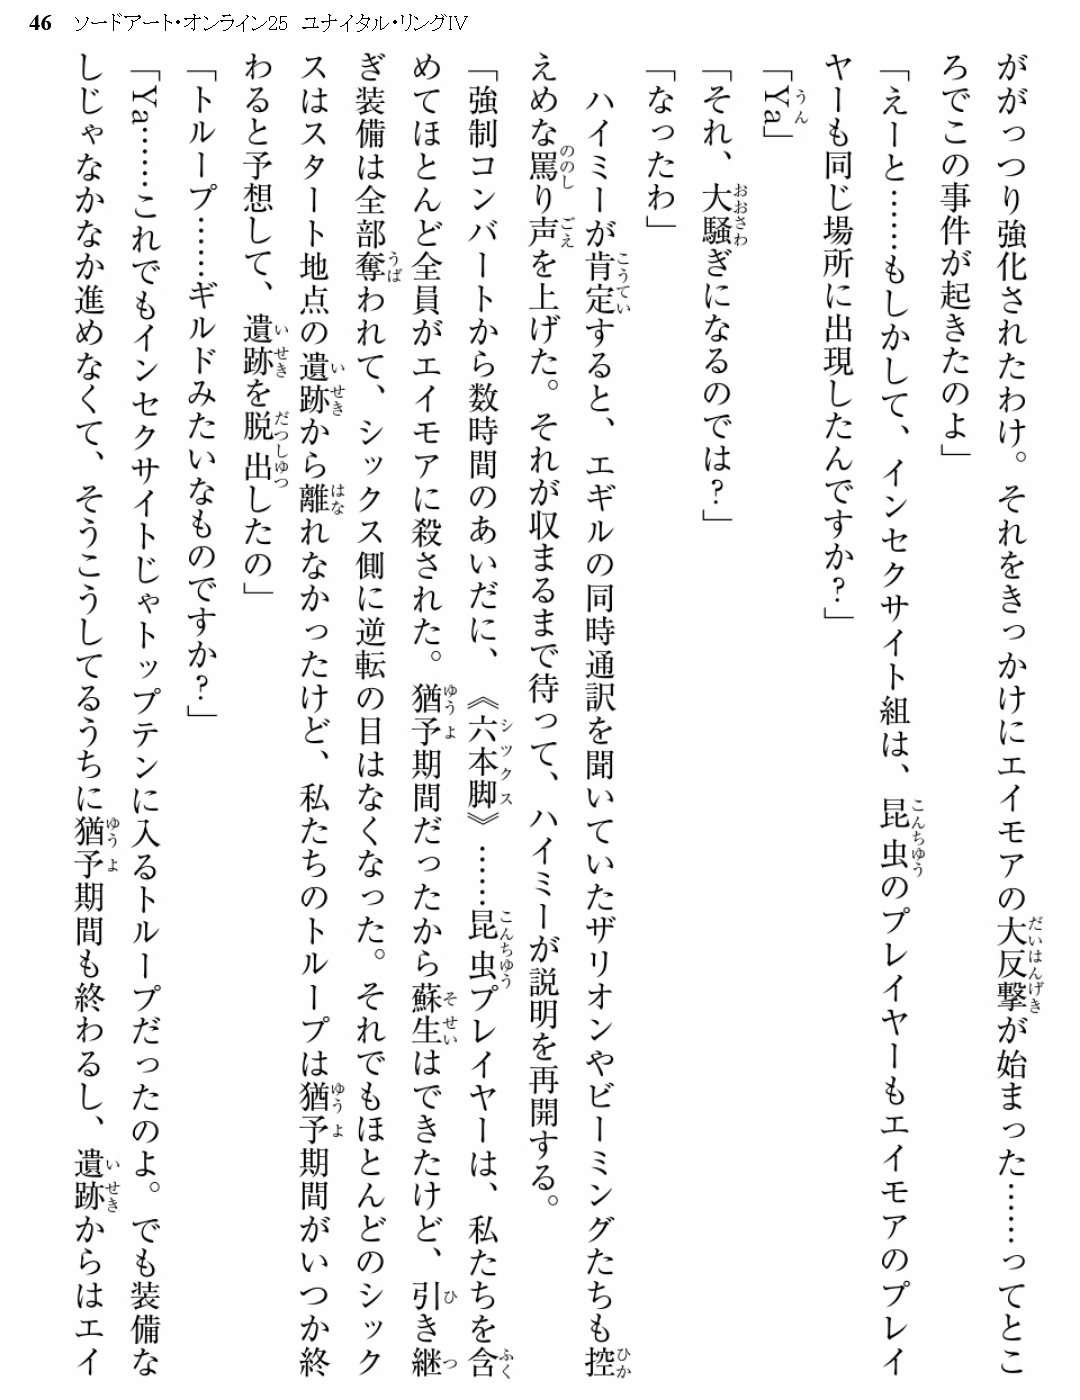 46 ソードアート・オンライン25 ユナイタル・リングⅣ
ががっつり強化されたわけ。それをきっかけにエイモアの大反撃が始まった……ってとこ
ろでこの事件が起きたのよ」
「えーと……もしかして、インセクサイト組は、昆虫のプレイヤーもエイモアのプレイ
ヤーも同じ場所に出現したんですか？」
「Ya」
「それ、大騒ぎになるのでは？」
「なったわ」
ハイミーが肯定すると、エギルの同時通訳を聞いていたザリオンやビーミングたちも控
えめな罵り声を上げた。それが収まるまで待って、ハイミーが説明を再開する。
「強制コンバートから数時間のあいだに、《六本脚》……昆虫プレイヤーは、私たちを含
めてほとんど全員がエイモアに殺された。猶予期間だったから蘇生はできたけど、引き継
ぎ装備は全部奪われて、シックス側に逆転の目はなくなった。それでもほとんどのシック
スはスタート地点の遺跡から離れなかったけど、私たちのトループは猶予期間がいつか終
わると予想して、遺跡を脱出したの」
「トループ……ギルドみたいなものですか？」
「Ya……これでもインセクサイトじゃトップテンに入るトループだったのよ。でも装備な
しじゃなかなか進めなくて、そうこうしてるうちに猶予期間も終わるし、遺跡からはエイ